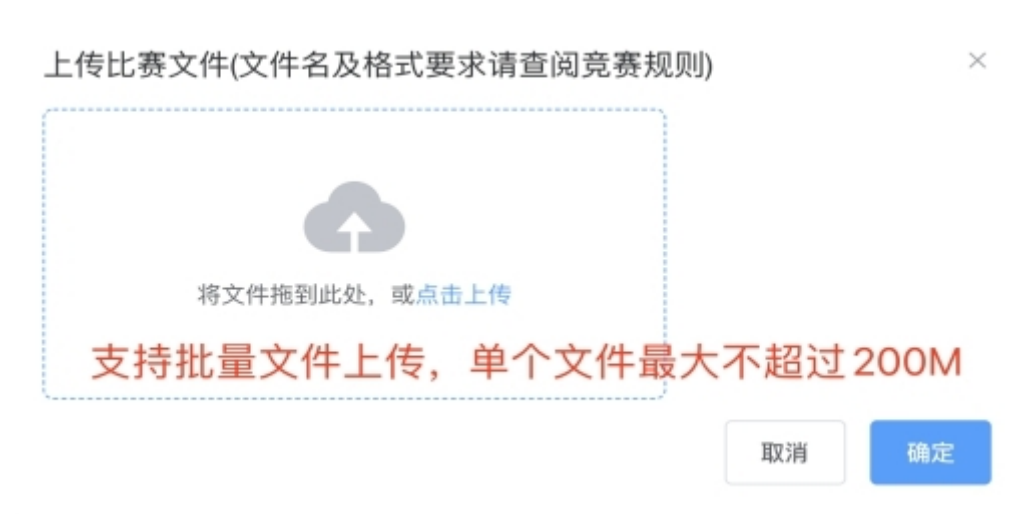 上传比赛文件(文件名及格式要求请查阅竞赛规则)
将文件拖到此处，或点击上传
支持批量文件上传，单个文件最大不超过200M
取消
确定